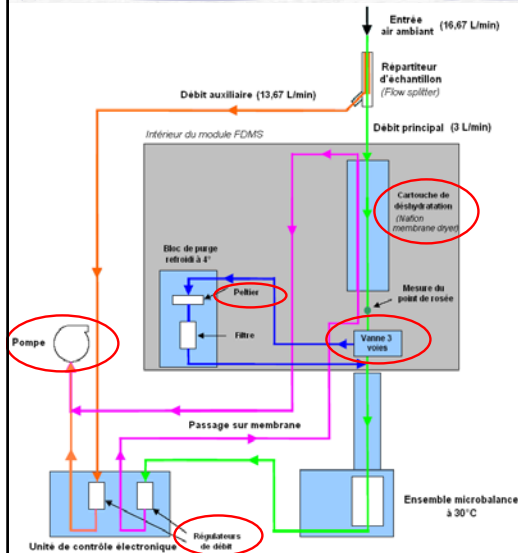 Entrée
air ambiant
(16,67 L/min)
Répartiteur
d'échantillon
(Flow splitter)
Débit auxiliaire (13,67 L/min)
Débit principal (3 L/min)
Intérieur du module FDMS
Cartouche de
déshydratation
(Nation
membrane dryer)
Bloc de purge
refroidi à 4°
Peltier
Mesure du
point de rosée
Filtre
Vanne 3
voies
Pompe
Passage sur membrane
Ensemble microbalance
à 30°C
Régulateurs
de débit
Unité de contrôle électronique